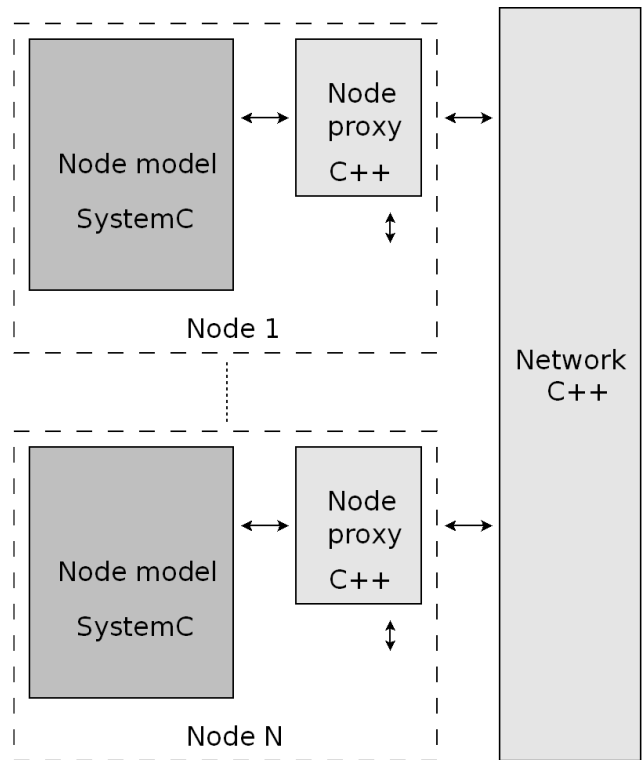 Node model
SystemC
Node
proxy
C++
Node 1
Network
C++
Node model
SystemC
Node
proxy
C++
Node N